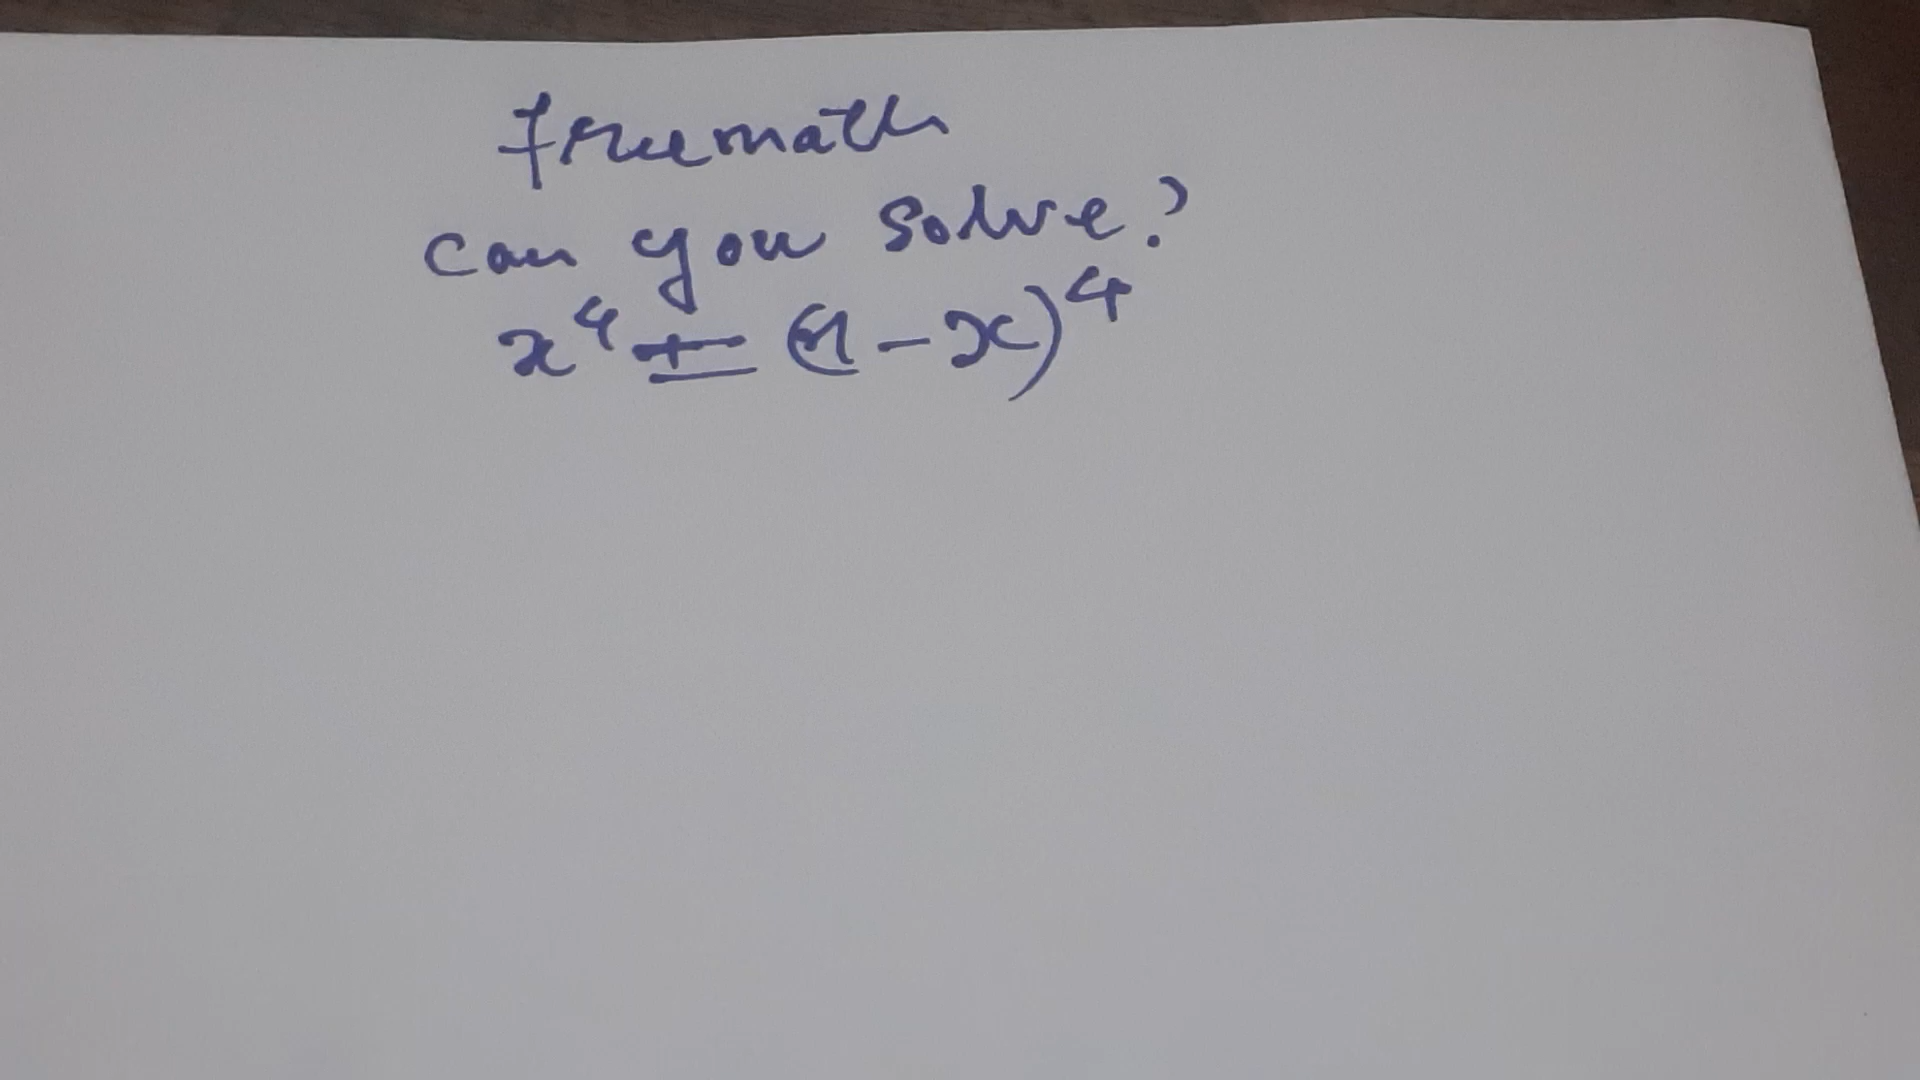 freemath
can you solve?
x⁴ = (1-x)⁴